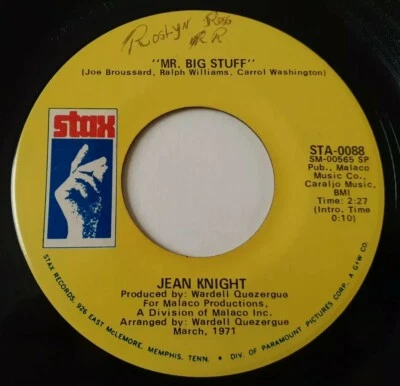 Roslyn Ross
RR
"MR. BIG STUFF"
(Joe Broussard, Ralph Williams, Carrol Washington)
stax
STA-0088
SM-00565 SP
Pub., Malaco
Music Co.,
Caraljo Music,
BMI
Time: 2:27
(Intro. Time
0:10)
JEAN KNIGHT
Produced by: Wardell Quezergue
For Malaco Productions,
A Division of Malaco Inc.
Arranged by: Wardell Quezergue
March, 1971
STAX RECORDS, 926 EAST McLEMORE, MEMPHIS, TENN. • DIV. OF PARAMOUNT PICTURES CORP. A G+W CO.